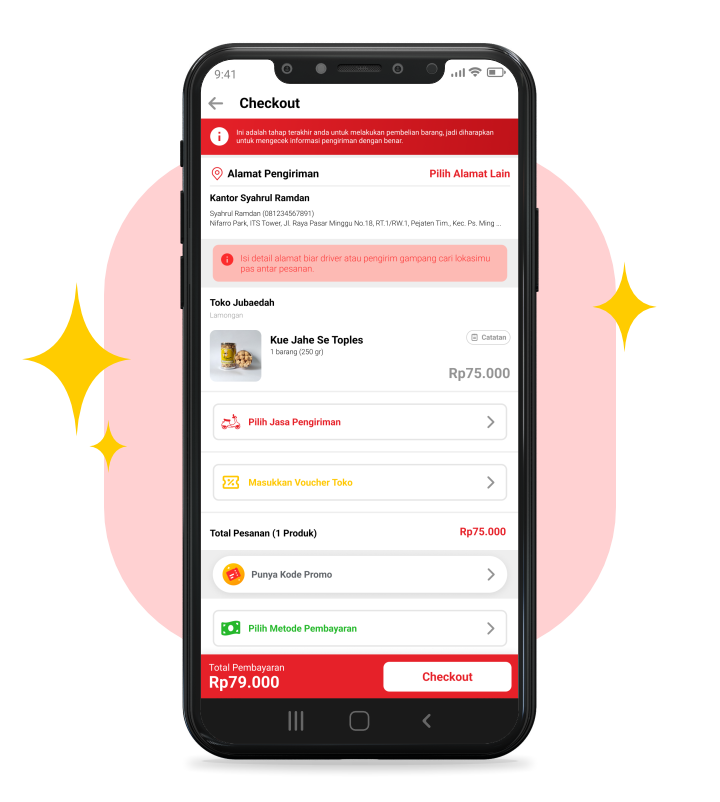 9:41
Checkout
Ini adalah tahap terakhir anda untuk melakukan pembelian barang, jadi diharapkan
untuk mengecek informasi pengiriman dengan benar.
Alamat Pengiriman
Pilih Alamat Lain
Kantor Syahrul Ramdan
Syahrul Ramdan (081234567891)
Nifarro Park, ITS Tower, Jl. Raya Pasar Minggu No.18, RT.1/RW.1, Pejaten Tim., Kec. Ps. Ming ...
Isi detail alamat biar driver atau pengirim gampang cari lokasimu
pas antar pesanan.
Toko Jubaedah
Lamongan
Kue Jahe Se Toples
Catatan
1 barang (250 gr)
Rp75.000
Pilih Jasa Pengiriman
Masukkan Voucher Toko
Total Pesanan (1 Produk)
Rp75.000
Punya Kode Promo
Pilih Metode Pembayaran
Total Pembayaran
Rp79.000
Checkout